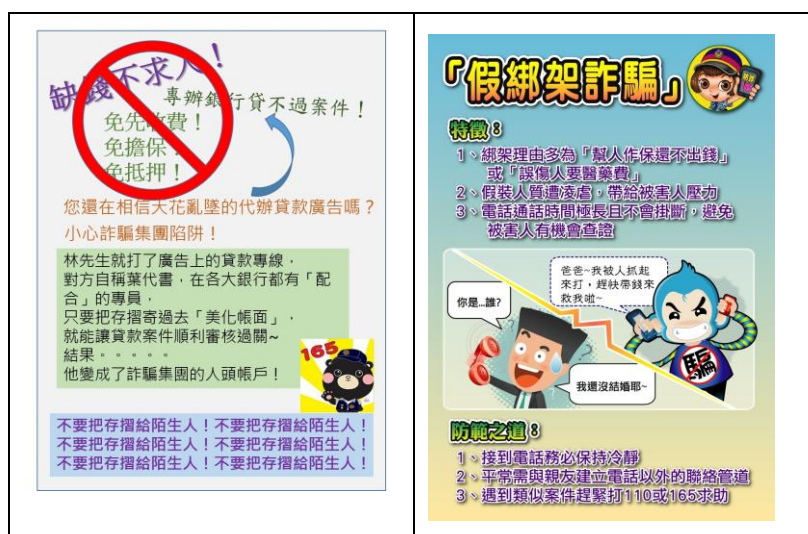 缺錢不求人！
專辦銀行貸不過案件！
免先收費！
免擔保！
免抵押！
您還在相信天花亂墜的代辦貸款廣告嗎？
小心詐騙集團陷阱！
林先生就打了廣告上的貸款專線，
對方自稱葉代書，在各大銀行都有「配
合」的專員，
只要把存摺寄過去「美化帳面」，
就能讓貸款案件順利審核過關~
結果。。。。。
他變成了詐騙集團的人頭帳戶！
165
不要把存摺給陌生人！不要把存摺給陌生人！
不要把存摺給陌生人！不要把存摺給陌生人！
不要把存摺給陌生人！不要把存摺給陌生人！
「假綁架詐騙」
特徵：
1、綁架理由多為「幫人作保還不出錢」
或「誤傷人要醫藥費」
2、假裝人質遭凌虐，帶給被害人壓力
3、電話通話時間極長且不會掛斷，避免
被害人有機會查證
爸爸~我被人抓起
來打，趕快帶錢來
救我啦~
你是...誰?
騙
我還沒結婚耶~
防範之道：
1、接到電話務必保持冷靜
2、平常需與親友建立電話以外的聯絡管道
3、遇到類似案件趕緊打110或165求助